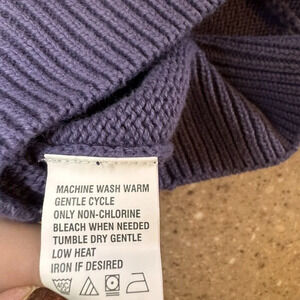 MACHINE WASH WARM
GENTLE CYCLE
ONLY NON-CHLORINE
BLEACH WHEN NEEDED
TUMBLE DRY GENTLE
LOW HEAT
IRON IF DESIRED